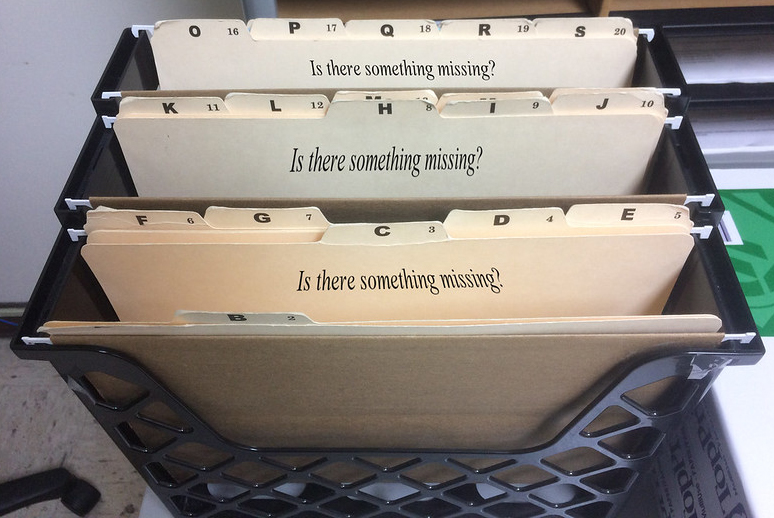 O 16 P 17 Q 18 R 19 S 20
Is there something missing?
K 11 L 12 H 8 I 9 J 10
Is there something missing?
F 6 G 7 C 3 D 4 E 5
Is there something missing?
B 2